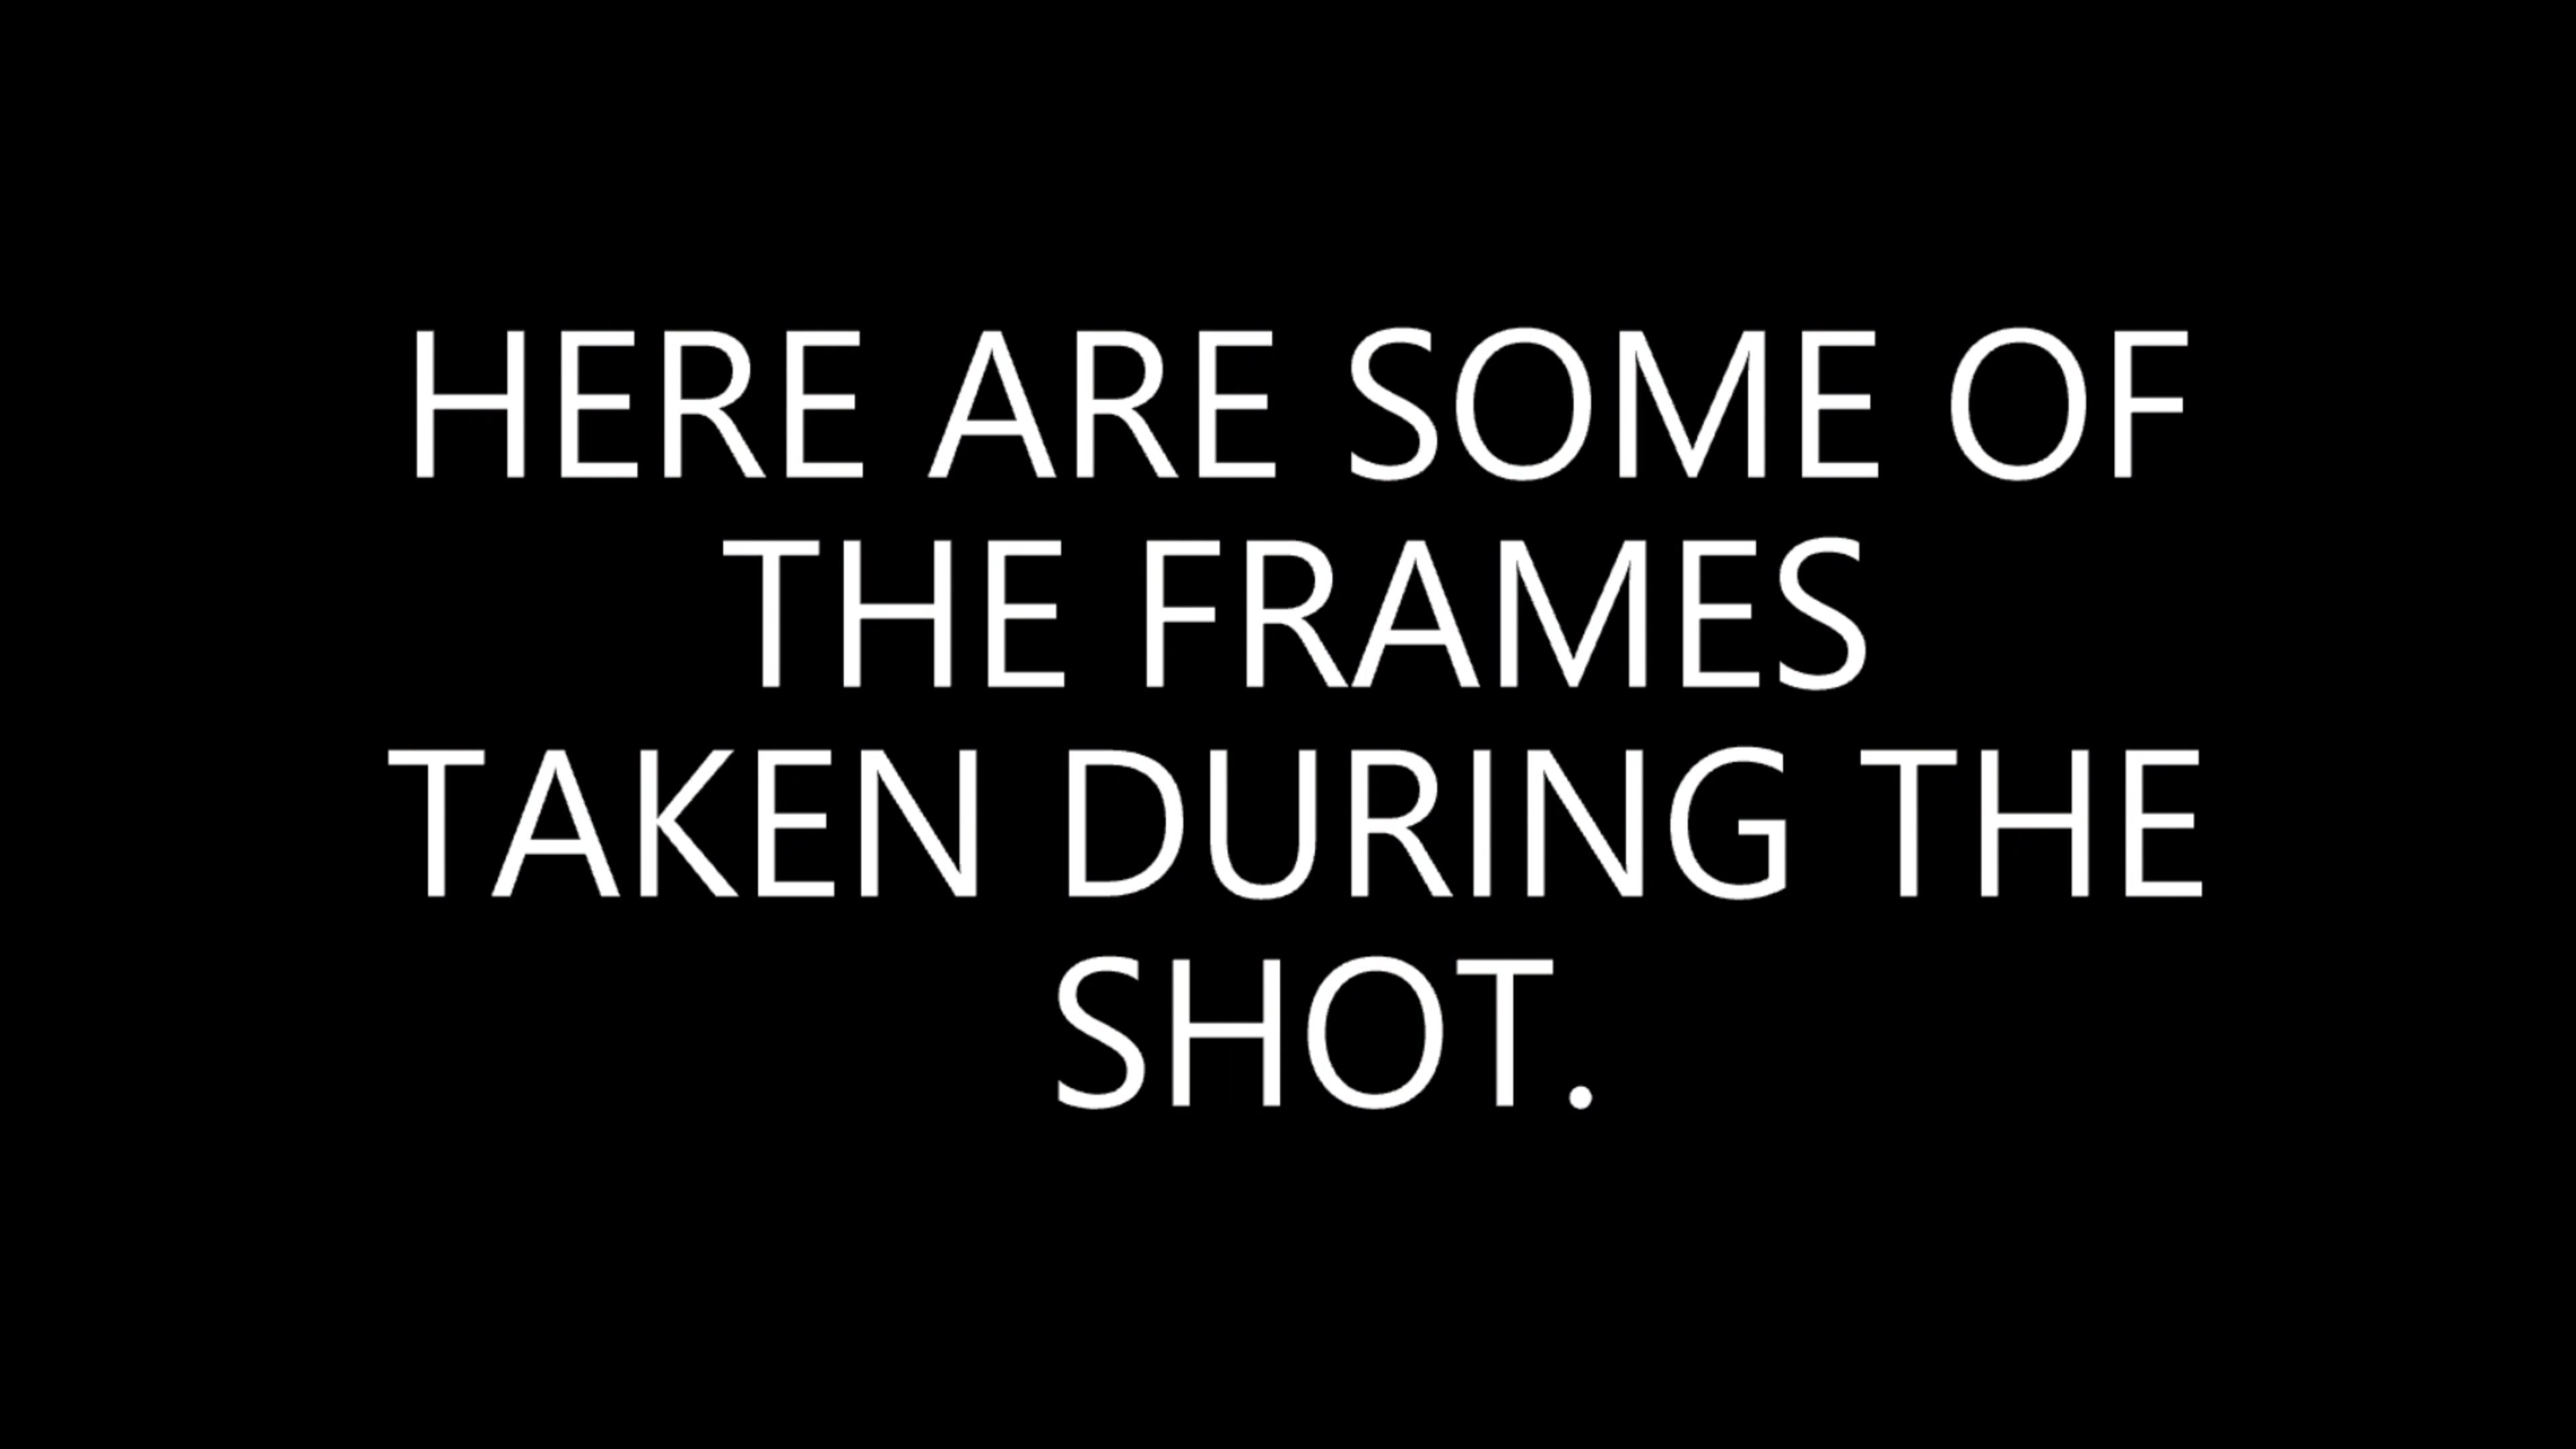 HERE ARE SOME OF
THE FRAMES
TAKEN DURING THE
SHOT.